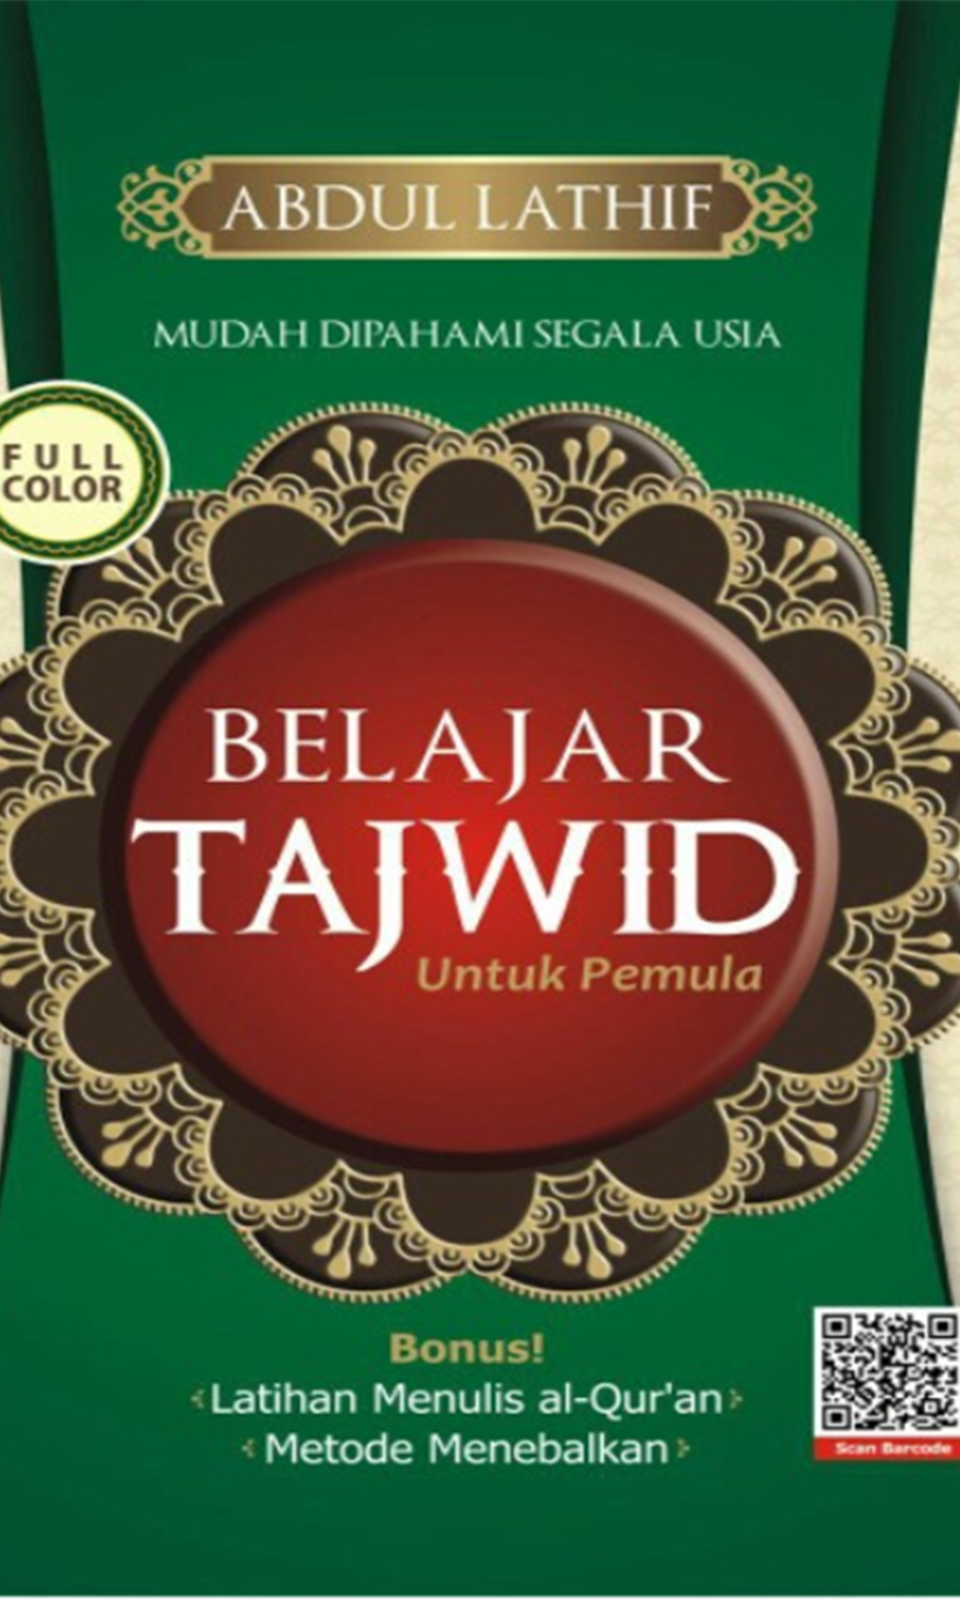 ABDUL LATHIF
MUDAH DIPAHAMI SEGALA USIA
FULL
COLOR
BELAJAR
TAJWID
Untuk Pemula
Bonus!
Latihan Menulis al-Qur'an
Metode Menebalkan
Scan Barcode